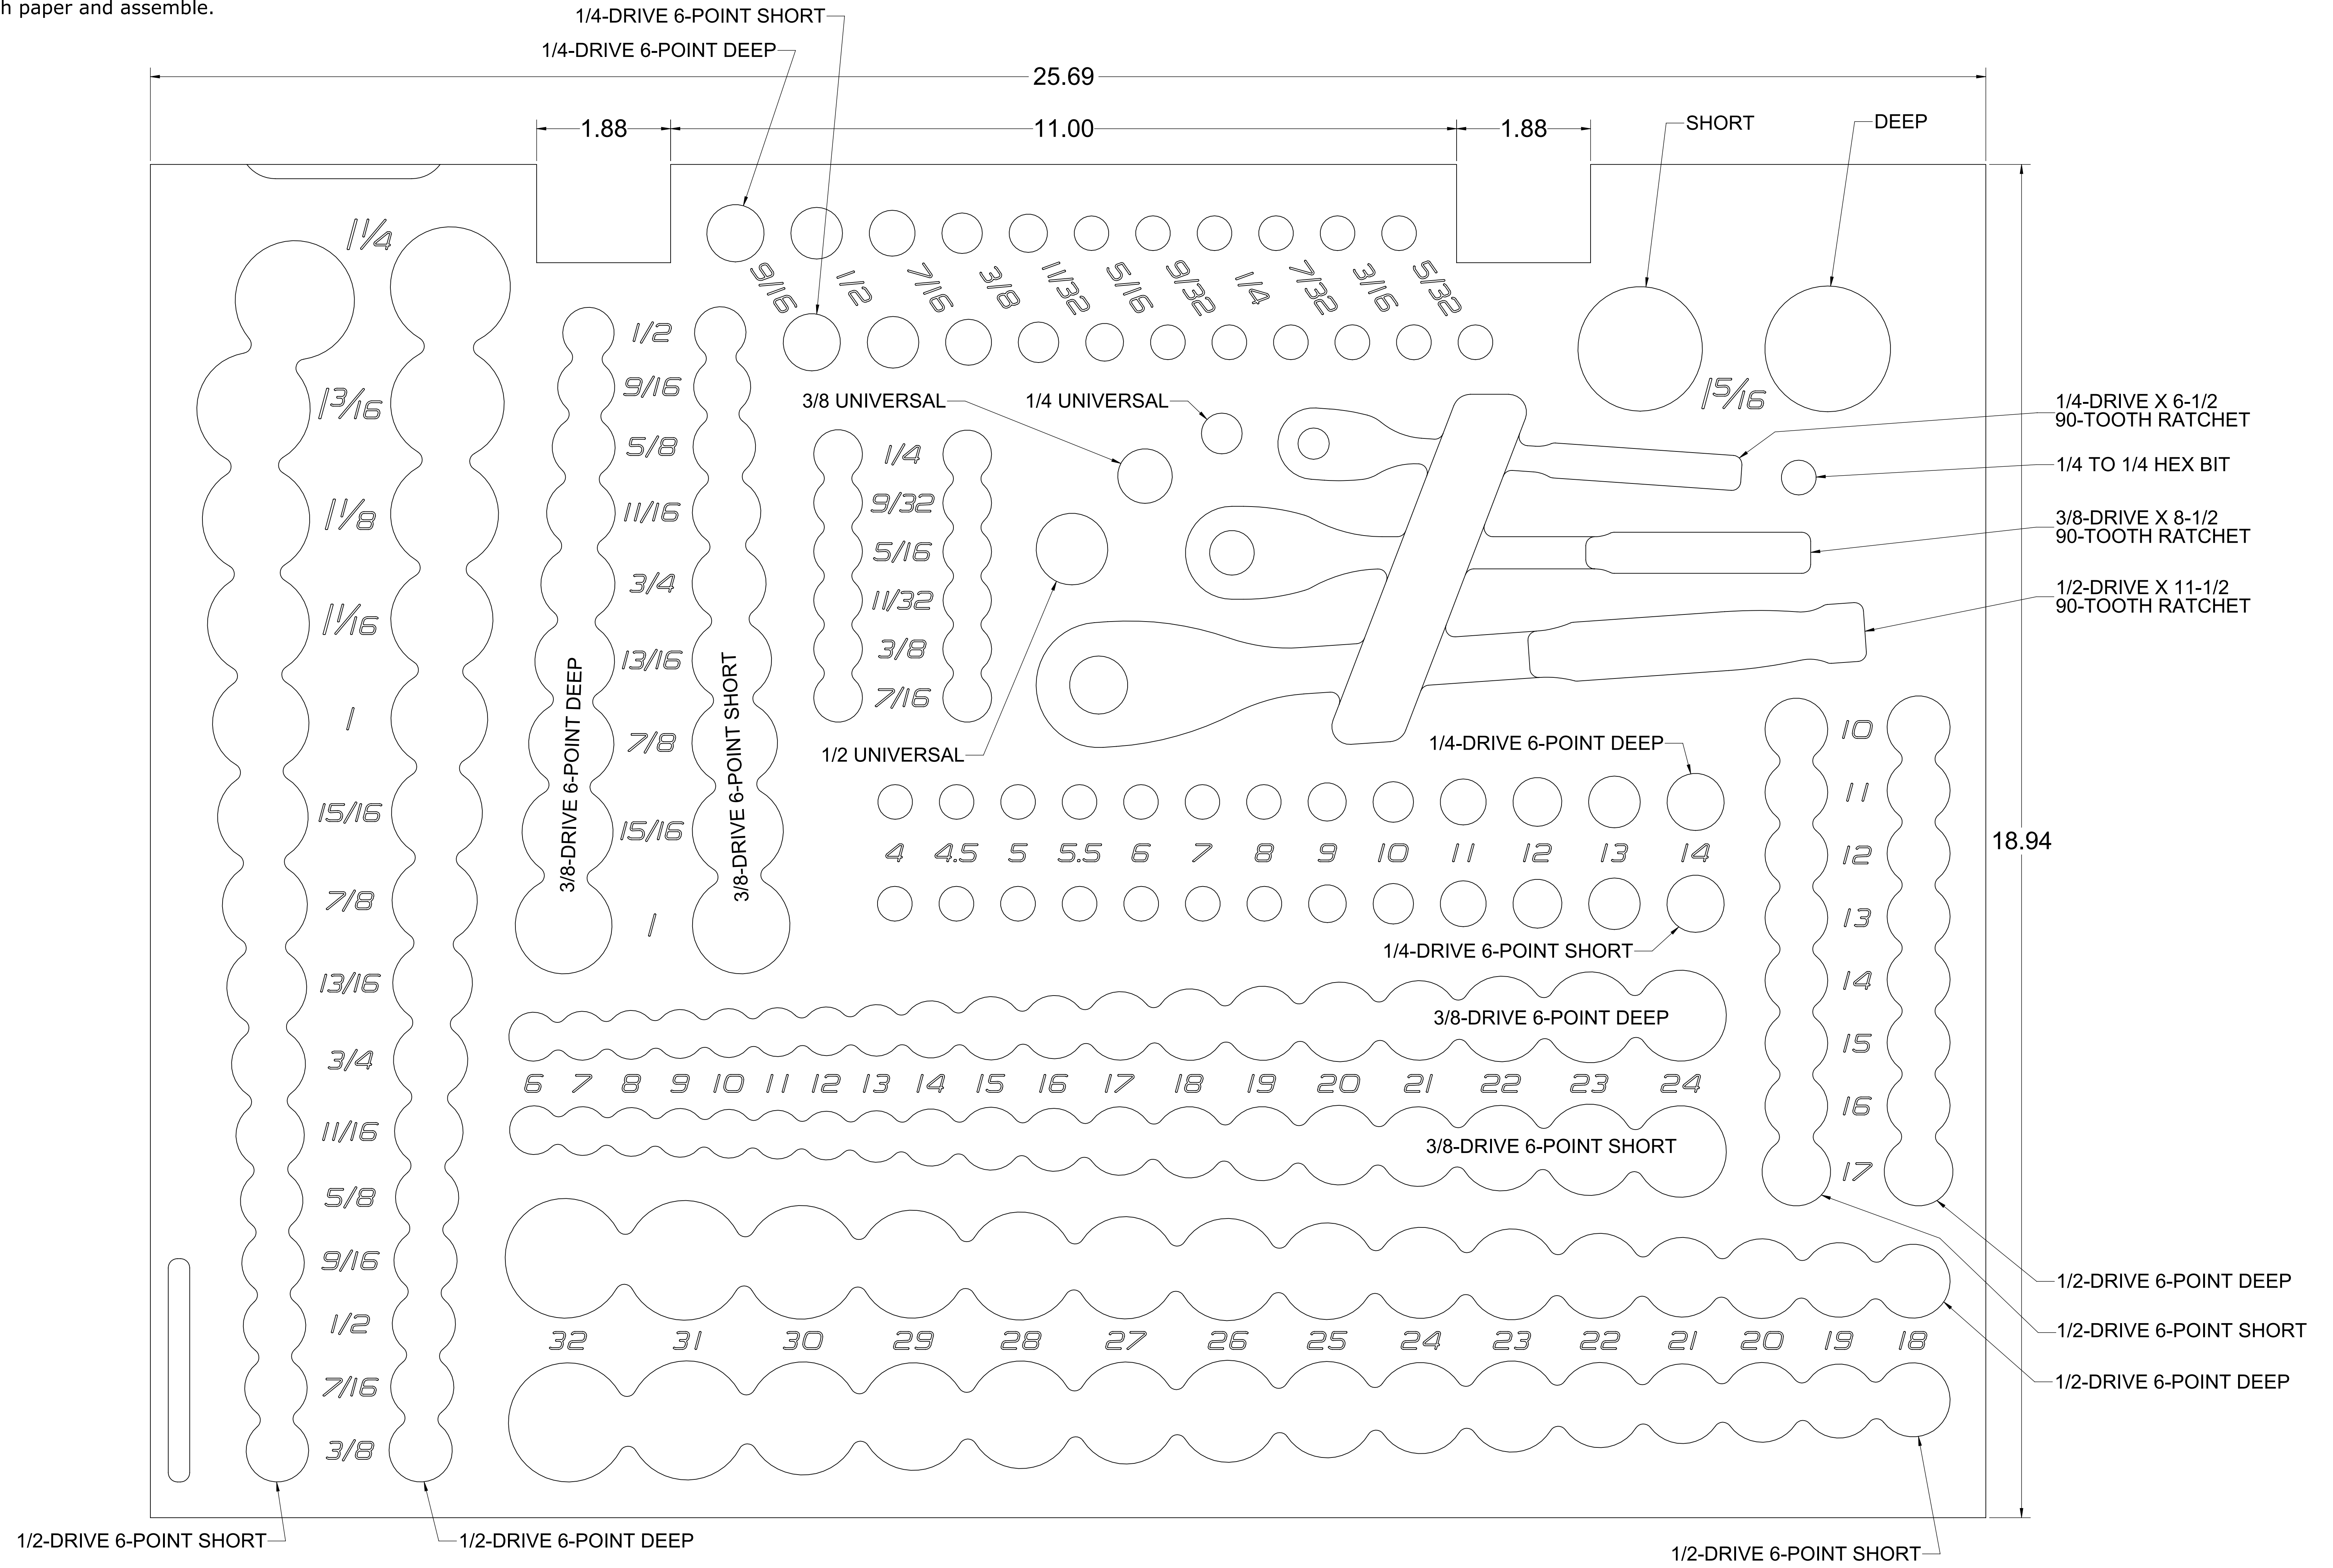 h paper and assemble.
1/4-DRIVE 6-POINT SHORT
1/4-DRIVE 6-POINT DEEP
25.69
1.88
11.00
1.88
SHORT
DEEP
1 1/4
9/16
1/2
7/16
3/8
11/32
5/16
9/32
1/4
7/32
3/16
5/32
1 5/16
1/2
9/16
5/8
11/16
3/4
13/16
7/8
15/16
1
3/8-DRIVE 6-POINT DEEP
3/8-DRIVE 6-POINT SHORT
3/8 UNIVERSAL
1/4 UNIVERSAL
1/4
9/32
5/16
11/32
3/8
7/16
1/2 UNIVERSAL
1/4-DRIVE X 6-1/2
90-TOOTH RATCHET
1/4 TO 1/4 HEX BIT
3/8-DRIVE X 8-1/2
90-TOOTH RATCHET
1/2-DRIVE X 11-1/2
90-TOOTH RATCHET
1 3/16
1 1/8
1 1/16
1
15/16
7/8
13/16
3/4
11/16
5/8
9/16
1/2
7/16
3/8
1/4-DRIVE 6-POINT DEEP
4 4.5 5 5.5 6 7 8 9 10 11 12 13 14
1/4-DRIVE 6-POINT SHORT
10
11
12
13
14
15
16
17
18.94
3/8-DRIVE 6-POINT DEEP
6 7 8 9 10 11 12 13 14 15 16 17 18 19 20 21 22 23 24
3/8-DRIVE 6-POINT SHORT
1/2-DRIVE 6-POINT DEEP
1/2-DRIVE 6-POINT SHORT
32 31 30 29 28 27 26 25 24 23 22 21 20 19 18
1/2-DRIVE 6-POINT DEEP
1/2-DRIVE 6-POINT SHORT
1/2-DRIVE 6-POINT DEEP
1/2-DRIVE 6-POINT SHORT